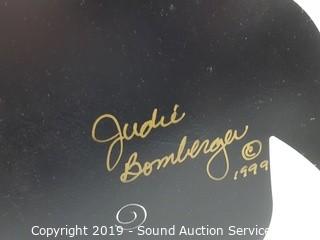 Judie
Bomberger ©
1999
Copyright 2019 - Sound Auction Service